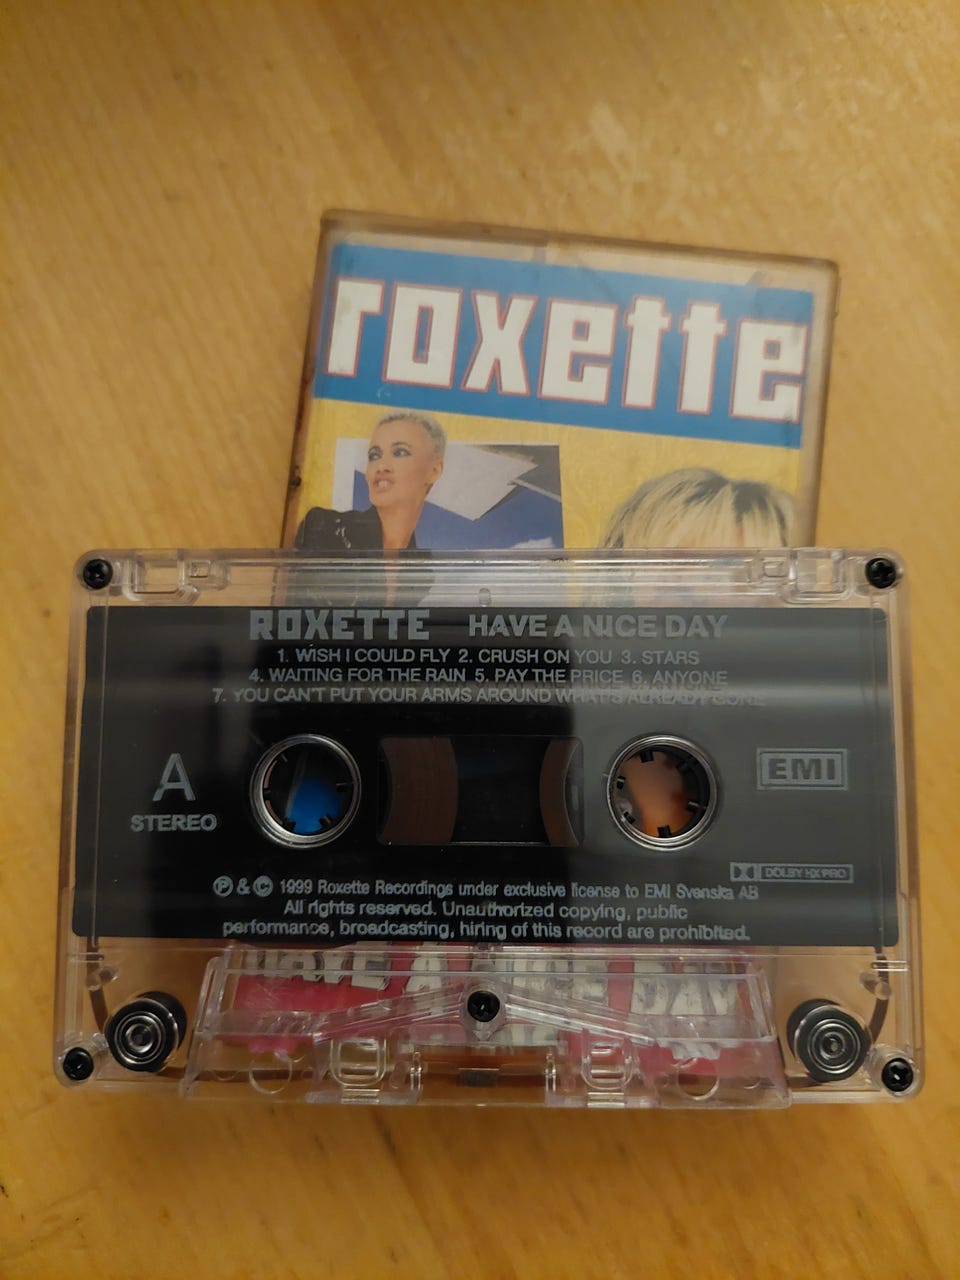 roxette
ROXETTE HAVE A NICE DAY
1. WISH I COULD FLY 2. CRUSH ON YOU 3. STARS
4. WAITING FOR THE RAIN 5. PAY THE PRICE 6. ANYONE
7. YOU CAN'T PUT YOUR ARMS AROUND WHAT'S ALREADY GONE
A
STEREO
EMI
DOLBY HX PRO
Ⓟ & © 1999 Roxette Recordings under exclusive license to EMI Svenska AB
All rights reserved. Unauthorized copying, public
performance, broadcasting, hiring of this record are prohibited.
HAVE A NICE DAY